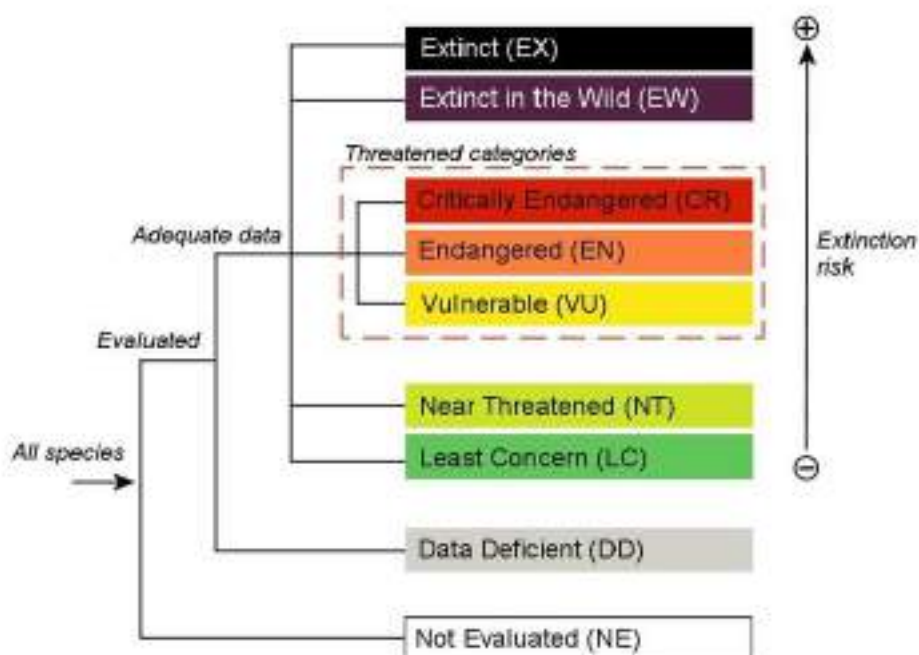 Extinct (EX)
Extinct in the Wild (EW)
Threatened categories
Critically Endangered (CR)
Adequate data
Endangered (EN)
Extinction
risk
Vulnerable (VU)
Evaluated
Near Threatened (NT)
All species
Least Concern (LC)
Data Deficient (DD)
Not Evaluated (NE)